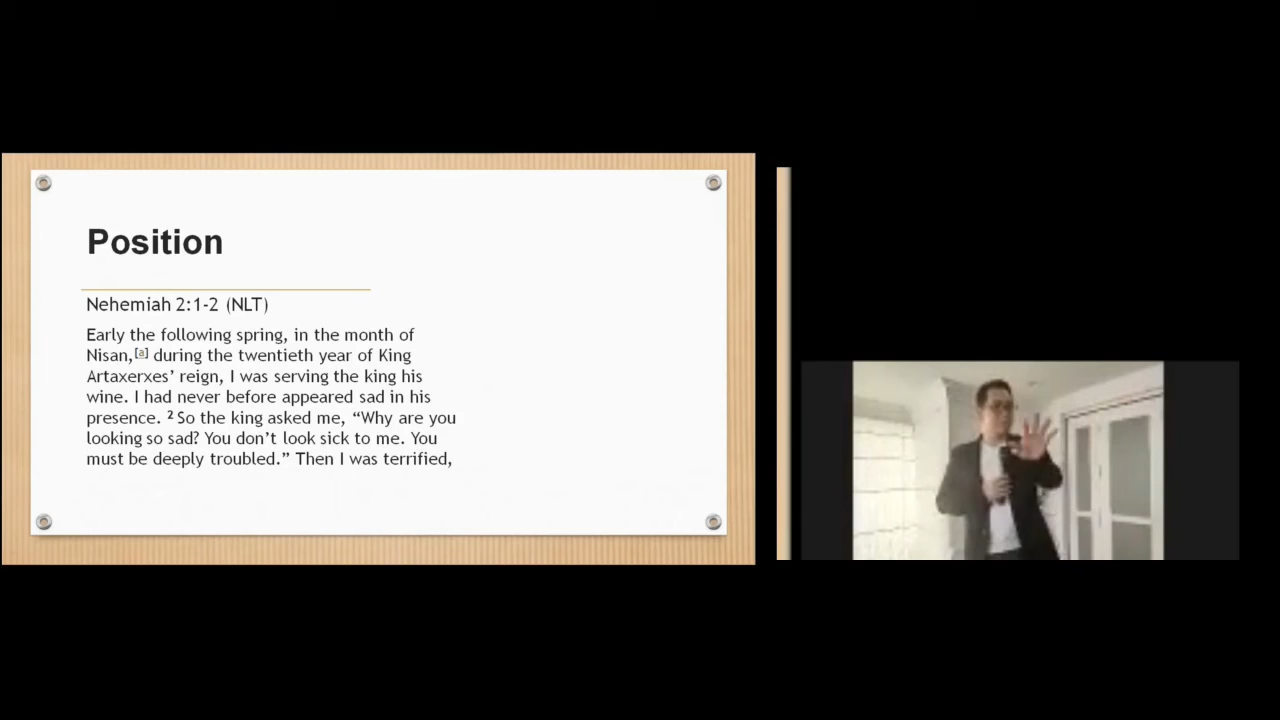 Position
Nehemiah 2:1-2 (NLT)
Early the following spring, in the month of
Nisan,[a] during the twentieth year of King
Artaxerxes’ reign, I was serving the king his
wine. I had never before appeared sad in his
presence. 2 So the king asked me, “Why are you
looking so sad? You don’t look sick to me. You
must be deeply troubled.” Then I was terrified,